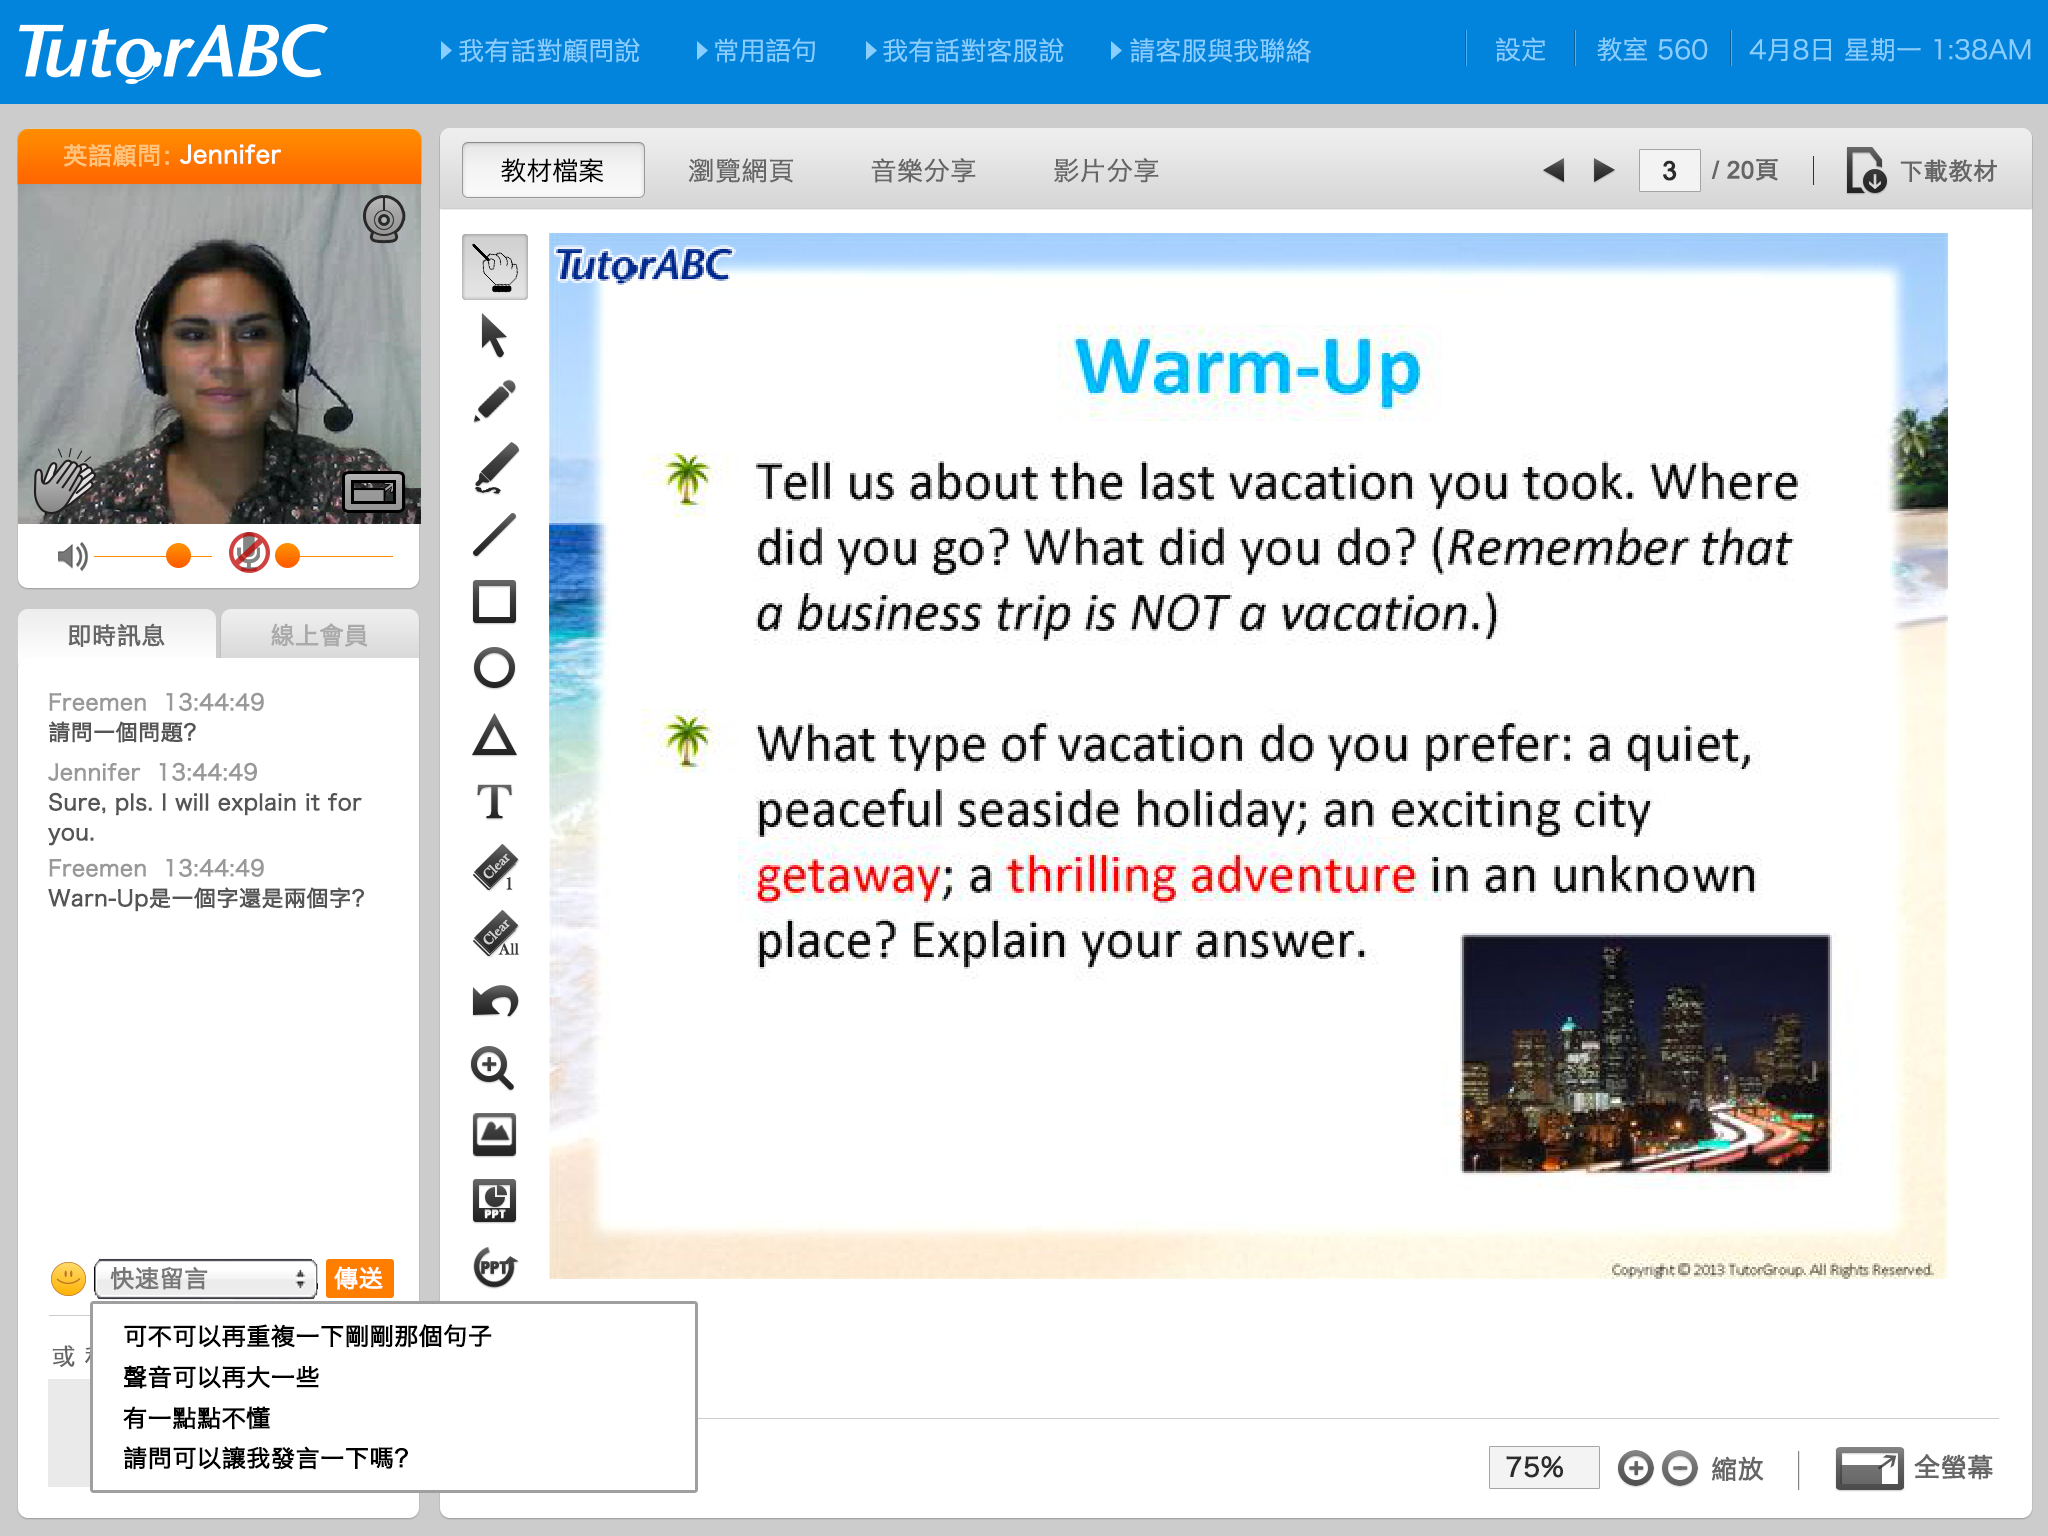 TutorABC
我有話對顧問說
常用語句
我有話對客服說
請客服與我聯絡
設定
教室 560
4月8日 星期一 1:38AM
英語顧問: Jennifer
即時訊息
線上會員
Freemen 13:44:49
請問一個問題?
Jennifer 13:44:49
Sure, pls. I will explain it for
you.
Freemen 13:44:49
Warn-Up是一個字還是兩個字?
快速留言
傳送
或
可不可以再重複一下剛剛那個句子
聲音可以再大一些
有一點點不懂
請問可以讓我發言一下嗎?
教材檔案
瀏覽網頁
音樂分享
影片分享
3 / 20頁
下載教材
T
Clear 1
Clear All
PPT
PPT
TutorABC
Warm-Up
Tell us about the last vacation you took. Where
did you go? What did you do? (Remember that
a business trip is NOT a vacation.)
What type of vacation do you prefer: a quiet,
peaceful seaside holiday; an exciting city
getaway; a thrilling adventure in an unknown
place? Explain your answer.
Copyright © 2013 TutorGroup. All Rights Reserved.
75%
縮放
全螢幕